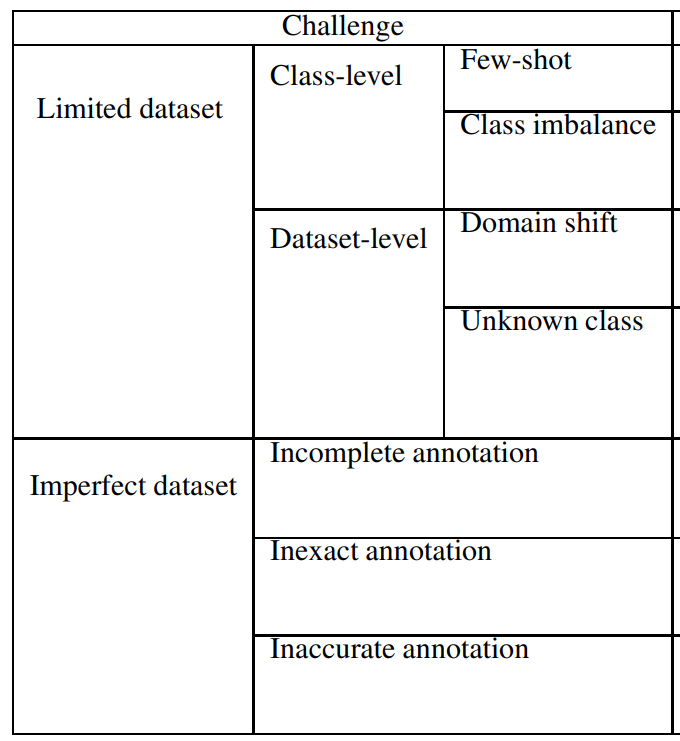 Challenge
Limited dataset
Class-level
Few-shot
Class imbalance
Dataset-level
Domain shift
Unknown class
Imperfect dataset
Incomplete annotation
Inexact annotation
Inaccurate annotation